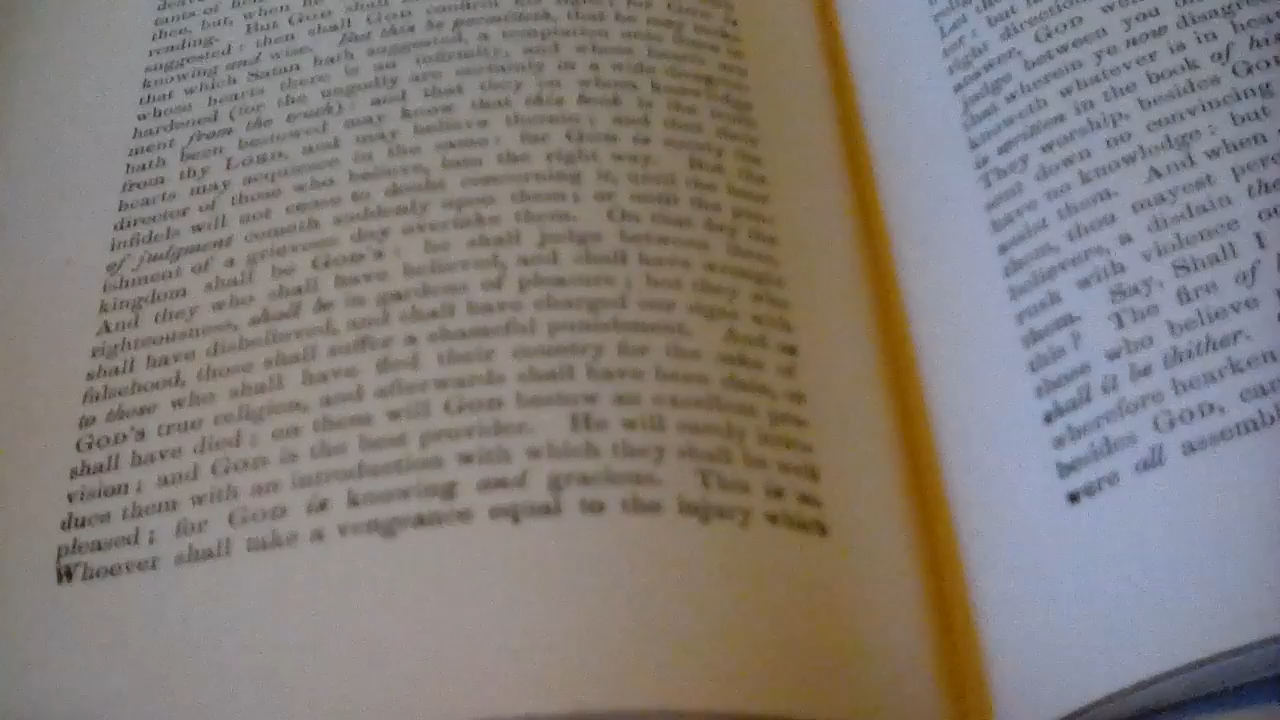 reading. But GOD shall
suggested: then shall GOD confirm his signs; for GOD is
knowing and wise. But this he permitteth, that he may make
that which Satan hath suggested, a temptation unto those in
whose hearts there is an infirmity, and whose hearts are
hardened (for the ungodly are certainly in a wide disagree-
ment from the truth): and that they on whom knowledge
hath been bestowed may know that this book is the truth
from thy LORD, and may believe therein; and that their
hearts may acquiesce in the same: for GOD is surely the
director of those who believe, into the right way. But the
infidels will not cease to doubt concerning it, until the hour
of judgment cometh suddenly upon them; or until the pun-
ishment of a grievous day overtake them. On that day the
kingdom shall be GOD'S: he shall judge between them.
And they who shall have believed, and shall have wrought
righteousness, shall be in gardens of pleasure; but they who
shall have disbelieved, and shall have charged our signs with
falsehood, those shall suffer a shameful punishment. And as
to those who shall have fled their country for the sake of
GOD'S true religion, and afterwards shall have been slain, or
shall have died; on them will GOD bestow an excellent pro-
vision; and GOD is the best provider. He will surely intro-
duce them with an introduction with which they shall be well
pleased; for GOD is knowing and gracious. This is so.
Whoever shall take a vengeance equal to the injury which
right direction.
answer, GOD
judge between you
that wherein ye now disagree
knoweth whatever is in heaven
is written in the book of his
They worship, besides GOD
sent down no convincing
have no knowledge: but
assist them. And when
them, thou mayest perc
believers, a disdain the
rush with violence on
them. Say, Shall I
this? The fire of
those who believe
shall it be thither.
wherefore hearken
besides GOD, can
were all assemb